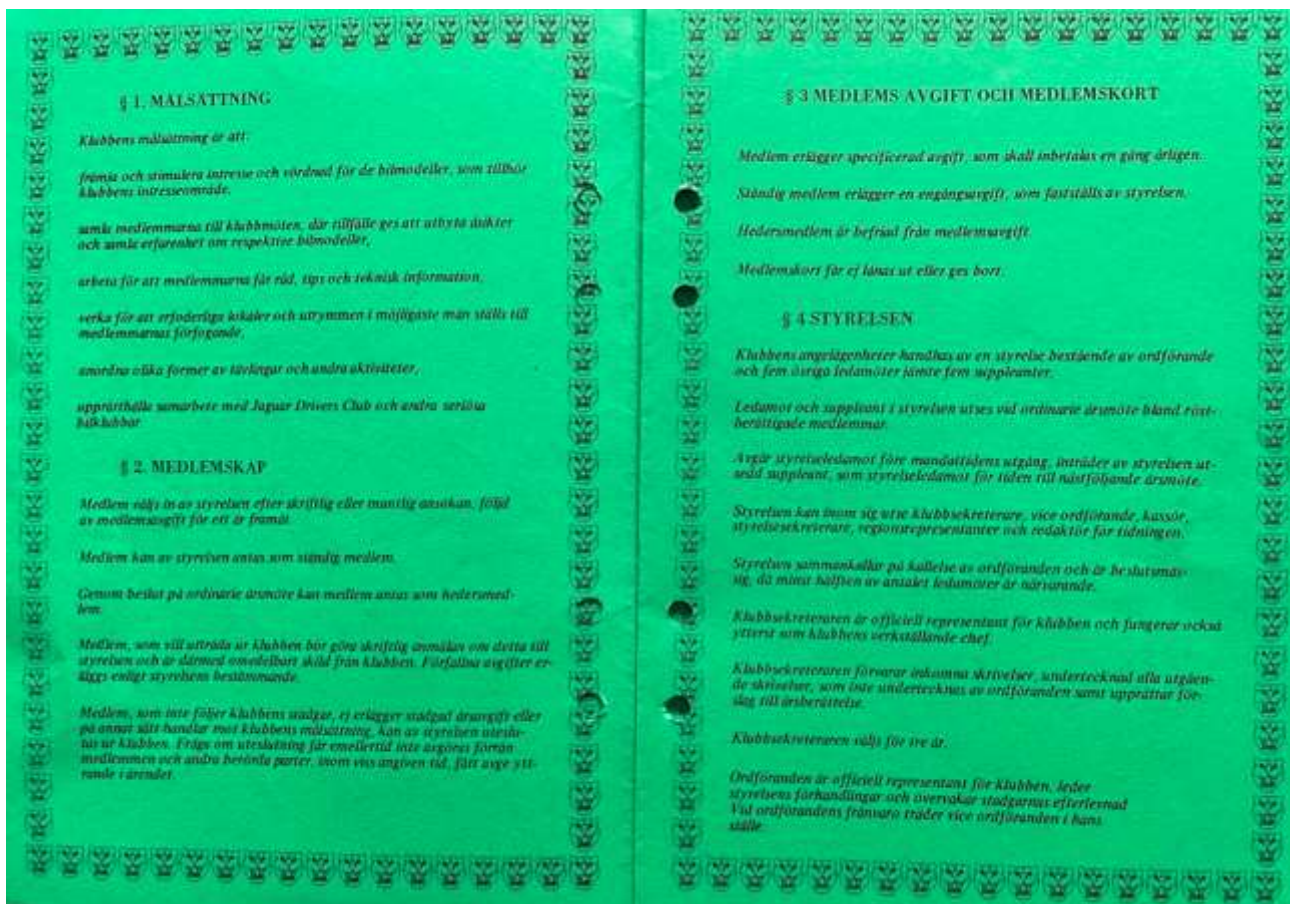 § 1. MÅLSÄTTNING
Klubbens målsättning är att:
främja och stimulera intresse och vördnad för de bilmodeller, som tillhör
klubbens intresseområde,
samla medlemmarna till klubbmöten, där tillfälle ges att utbyta åsikter
och samla erfarenhet om respektive bilmodeller,
arbeta för att medlemmarna får råd, tips och teknisk information,
verka för att erfoderliga lokaler och utrymmen i möjligaste mån ställs till
medlemmarnas förfogande,
anordna olika former av tävlingar och andra aktiviteter,
upprätthålla samarbete med Jaguar Drivers Club och andra seriösa
bilklubbar
§ 2. MEDLEMSKAP
Medlem väljs in av styrelsen efter skriftlig eller muntlig ansökan, följd
av medlemsavgift för ett år framåt.
Medlem kan av styrelsen antas som ständig medlem.
Genom beslut på ordinarie årsmöte kan medlem antas som hedersmed-
lem.
Medlem, som vill utträda ur klubben bör göra skriftlig anmälan om detta till
styrelsen och är därmed omedelbart skild från klubben. Förfallna avgifter er-
läggs enligt styrelsens bestämmande.
Medlem, som inte följer klubbens stadgar, ej erlägger stadgad årsavgift eller
på annat sätt handlar mot klubbens målsättning, kan av styrelsen uteslu-
tas ur klubben. Fråga om uteslutning får emellertid inte avgöras förrän
medlemmen och andra berörda parter, inom viss angiven tid, fått avge ytt-
rande i ärendet.
§ 3 MEDLEMS AVGIFT OCH MEDLEMSKORT
Medlem erlägger specificerad avgift, som skall inbetalas en gång årligen.
Ständig medlem erlägger en engångsavgift, som fastställs av styrelsen.
Hedersmedlem är befriad från medlemsavgift.
Medlemskort får ej lånas ut eller ges bort.
§ 4 STYRELSEN
Klubbens angelägenheter handhas av en styrelse bestående av ordförande
och fem övriga ledamöter jämte fem suppleanter.
Ledamot och suppleant i styrelsen utses vid ordinarie årsmöte bland röst-
berättigade medlemmar.
Avgår styrelseledamot före mandattidens utgång, inträder av styrelsen ut-
sedd suppleant, som styrelseledamot för tiden till nästföljande årsmöte.
Styrelsen kan inom sig utse klubbsekreterare, vice ordförande, kassör,
styrelsesekreterare, regionrepresentanter och redaktör för tidningen.
Styrelsen sammankallar på kallelse av ordföranden och är beslutsmäs-
sig, då minst hälften av antalet ledamöter är närvarande.
Klubbsekreteraren är officiell representant för klubben och fungerar också
ytterst som klubbens verkställande chef.
Klubbsekreteraren förvarar inkomna skrivelser, undertecknad alla utgåen-
de skrivelser, som inte undertecknas av ordföranden samt upprättar för-
slag till årsberättelse.
Klubbsekreteraren väljs för tre år.
Ordföranden är officiell representant för klubben, leder
styrelsens förhandlingar och övervakar stadgarnas efterlevnad
Vid ordförandens frånvaro träder vice ordföranden i hans
ställe.